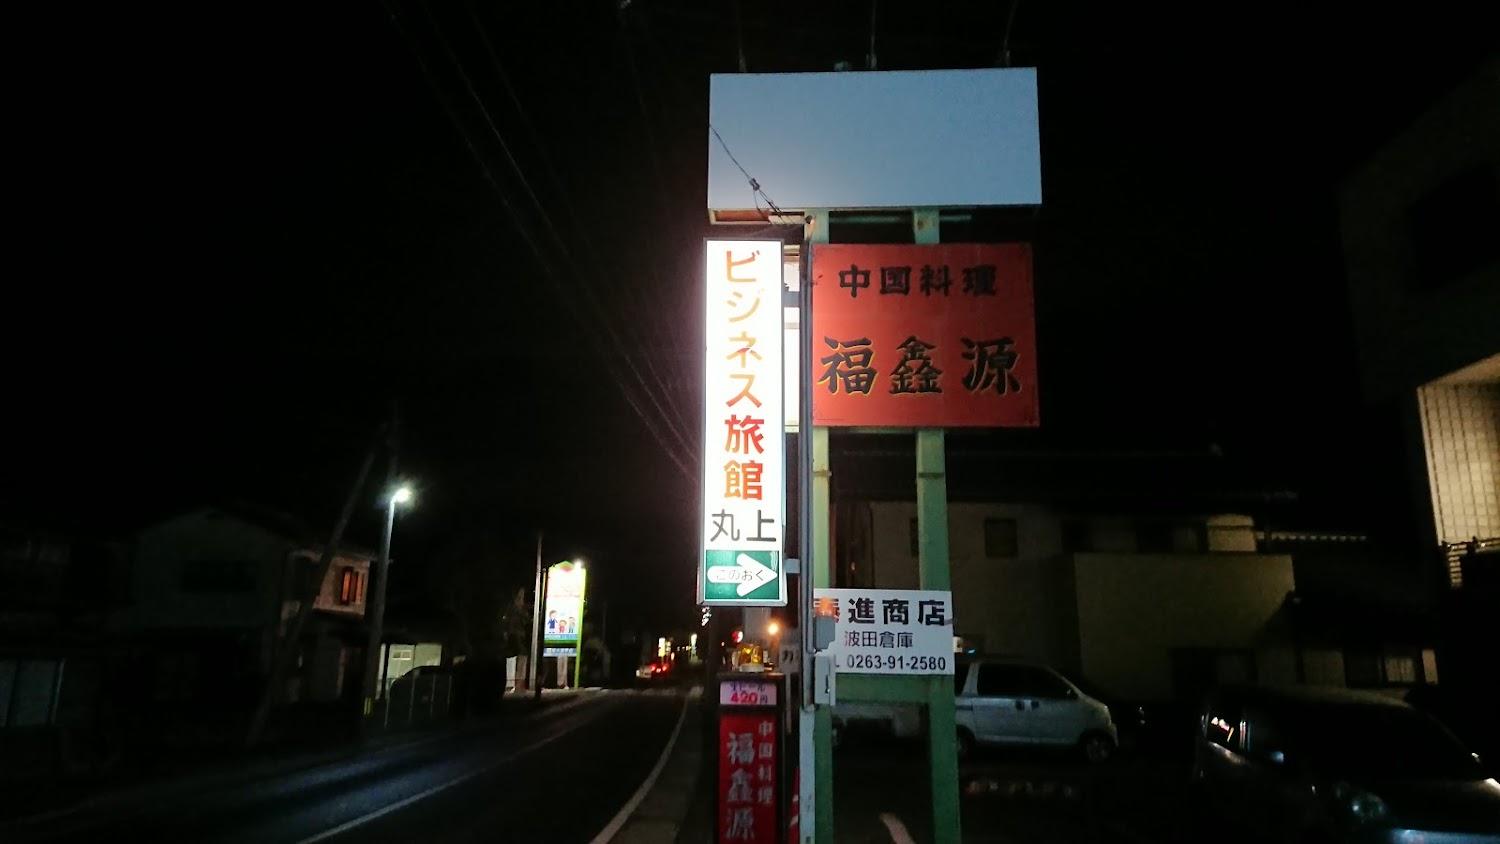 ビジネス旅館
丸上
このおく
中国料理
福鑫源
進商店
波田倉庫
0263-91-2580
420円
中国料理
福鑫源